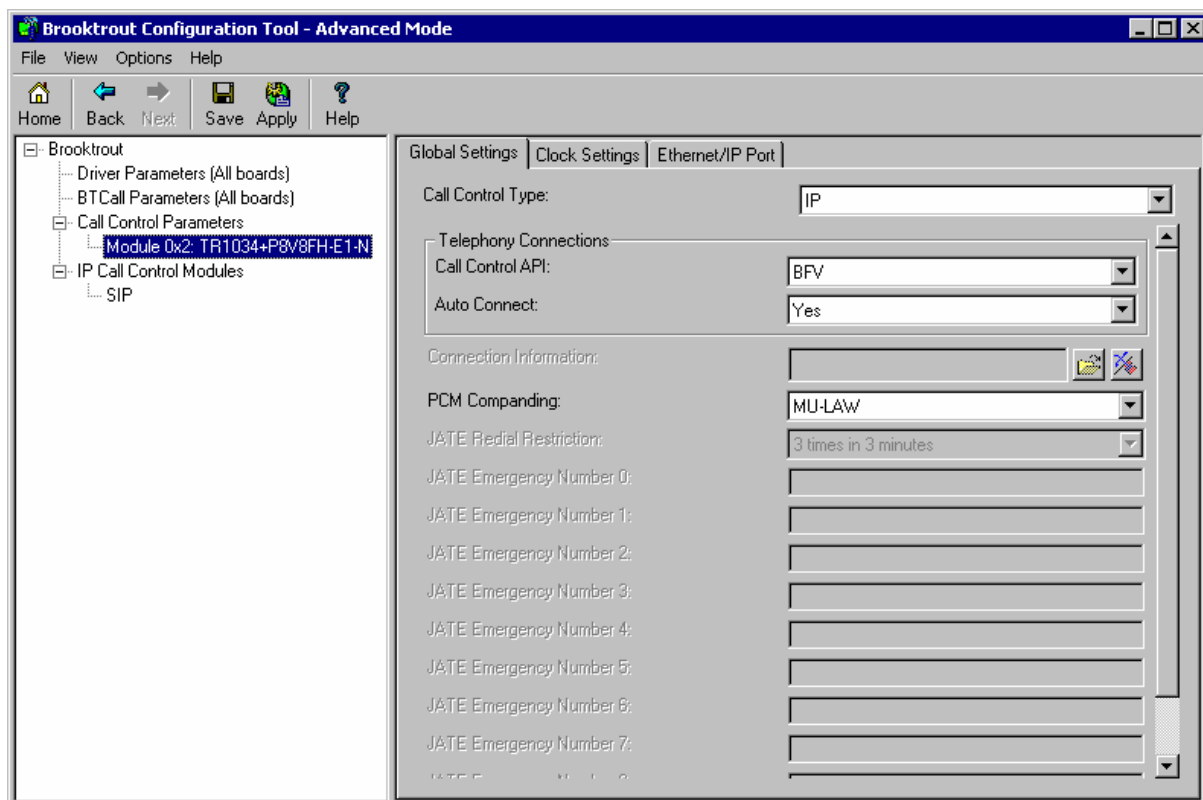 Brooktrout Configuration Tool - Advanced Mode
File View Options Help
Home Back Next Save Apply Help
Brooktrout
Driver Parameters (All boards)
BTCall Parameters (All boards)
Call Control Parameters
Module 0x2: TR1034+P8V8FH-E1-N
IP Call Control Modules
SIP
Global Settings Clock Settings Ethernet/IP Port
Call Control Type: IP
Telephony Connections
Call Control API: BFV
Auto Connect: Yes
Connection Information:
PCM Companding: MU-LAW
JATE Redial Restriction: 3 times in 3 minutes
JATE Emergency Number 0:
JATE Emergency Number 1:
JATE Emergency Number 2:
JATE Emergency Number 3:
JATE Emergency Number 4:
JATE Emergency Number 5:
JATE Emergency Number 6:
JATE Emergency Number 7: